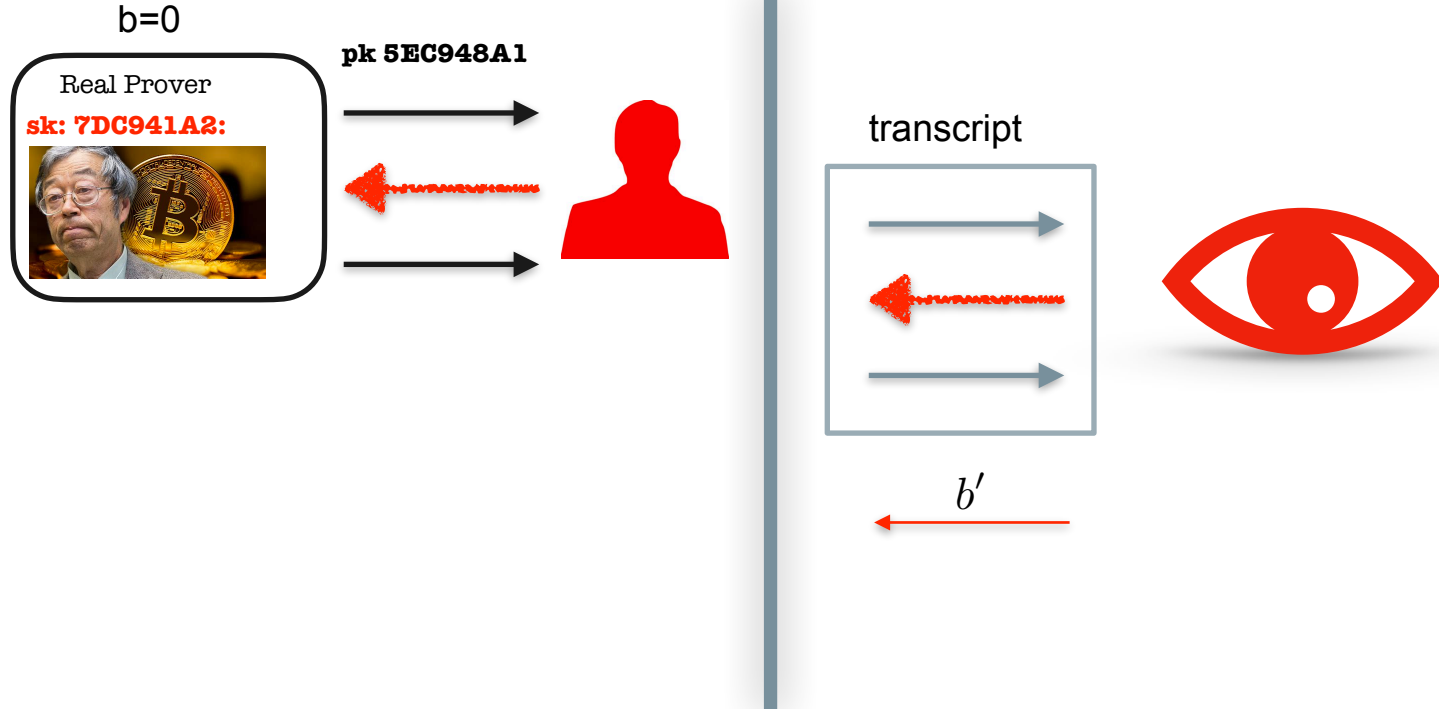 b=0
Real Prover
sk: 7DC941A2:
pk 5EC948A1
transcript
b′